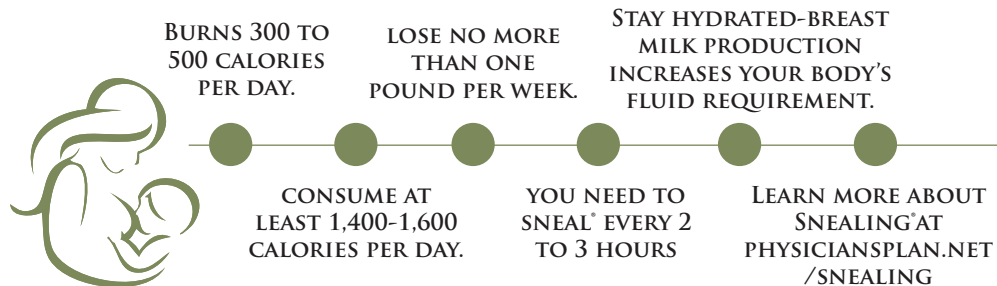 Burns 300 to
500 calories
per day.
consume at
least 1,400-1,600
calories per day.
lose no more
than one
pound per week.
you need to
sneal® every 2
to 3 hours
Stay hydrated-breast
milk production
increases your body's
fluid requirement.
Learn more about
Snealing® at
physiciansplan.net
/snealing